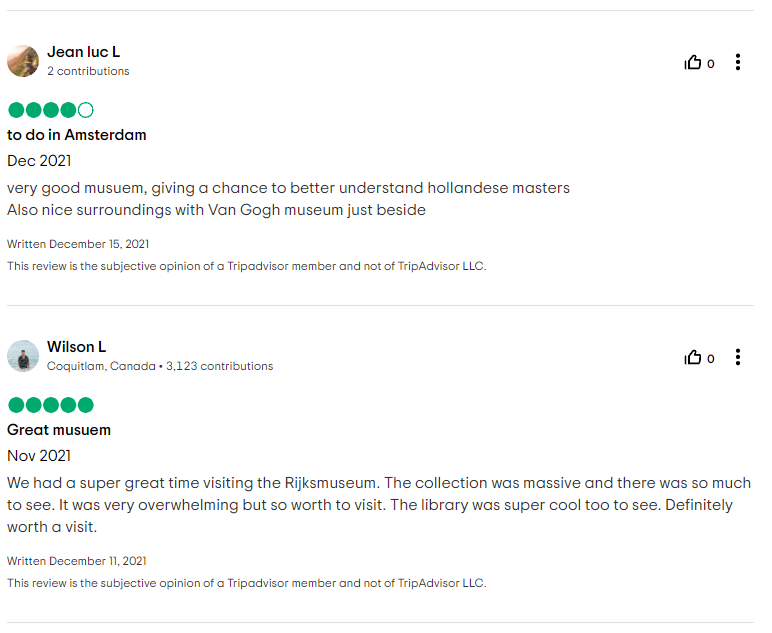 Jean luc L
2 contributions
0
to do in Amsterdam
Dec 2021
very good musuem, giving a chance to better understand hollandese masters
Also nice surroundings with Van Gogh museum just beside
Written December 15, 2021
This review is the subjective opinion of a Tripadvisor member and not of TripAdvisor LLC.
Wilson L
Coquitlam, Canada • 3,123 contributions
0
Great musuem
Nov 2021
We had a super great time visiting the Rijksmuseum. The collection was massive and there was so much
to see. It was very overwhelming but so worth to visit. The library was super cool too to see. Definitely
worth a visit.
Written December 11, 2021
This review is the subjective opinion of a Tripadvisor member and not of TripAdvisor LLC.